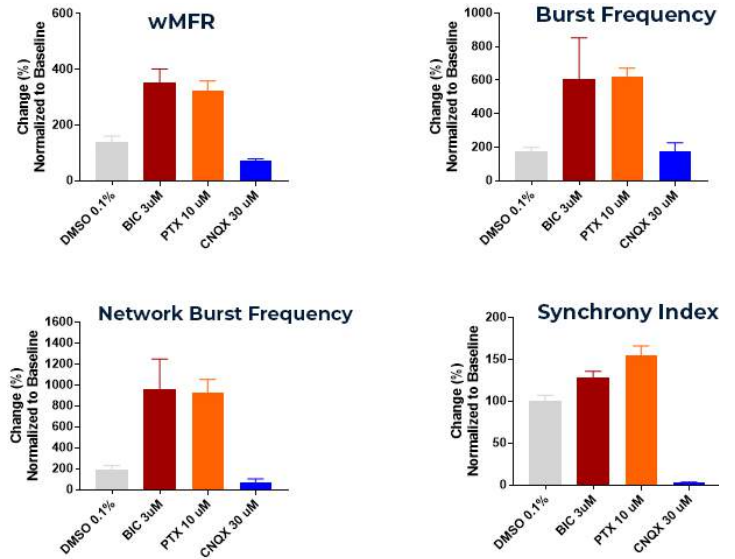 wMFR
Change (%)
Normalized to Baseline
600
400
200
0
DMSO 0.1%
BIC 3uM
PTX 10 uM
CNQX 30 uM
Burst Frequency
Change (%)
Normalized to Baseline
1000
800
600
400
200
0
DMSO 0.1%
BIC 3uM
PTX 10 uM
CNQX 30 uM
Network Burst Frequency
Change (%)
Normalized to Baseline
1600
1400
1200
1000
800
600
400
200
0
DMSO 0.1%
BIC 3uM
PTX 10 uM
CNQX 30 uM
Synchrony Index
Change (%)
Normalized to Baseline
200
150
100
50
0
DMSO 0.1%
BIC 3uM
PTX 10 uM
CNQX 30 uM